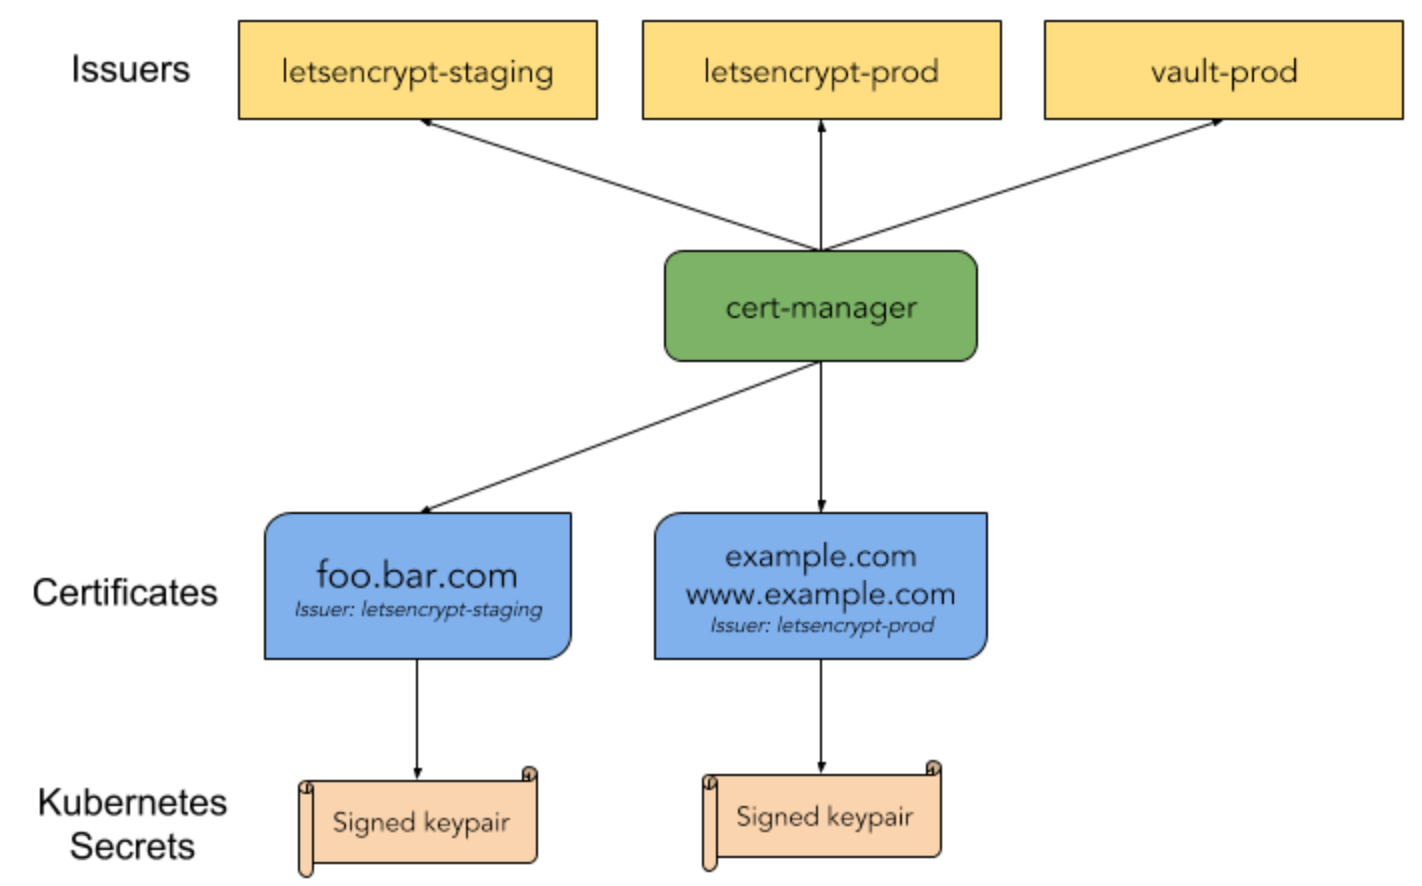 Issuers
letsencrypt-staging
letsencrypt-prod
vault-prod
cert-manager
Certificates
foo.bar.com
Issuer: letsencrypt-staging
example.com
www.example.com
Issuer: letsencrypt-prod
Kubernetes
Secrets
Signed keypair
Signed keypair